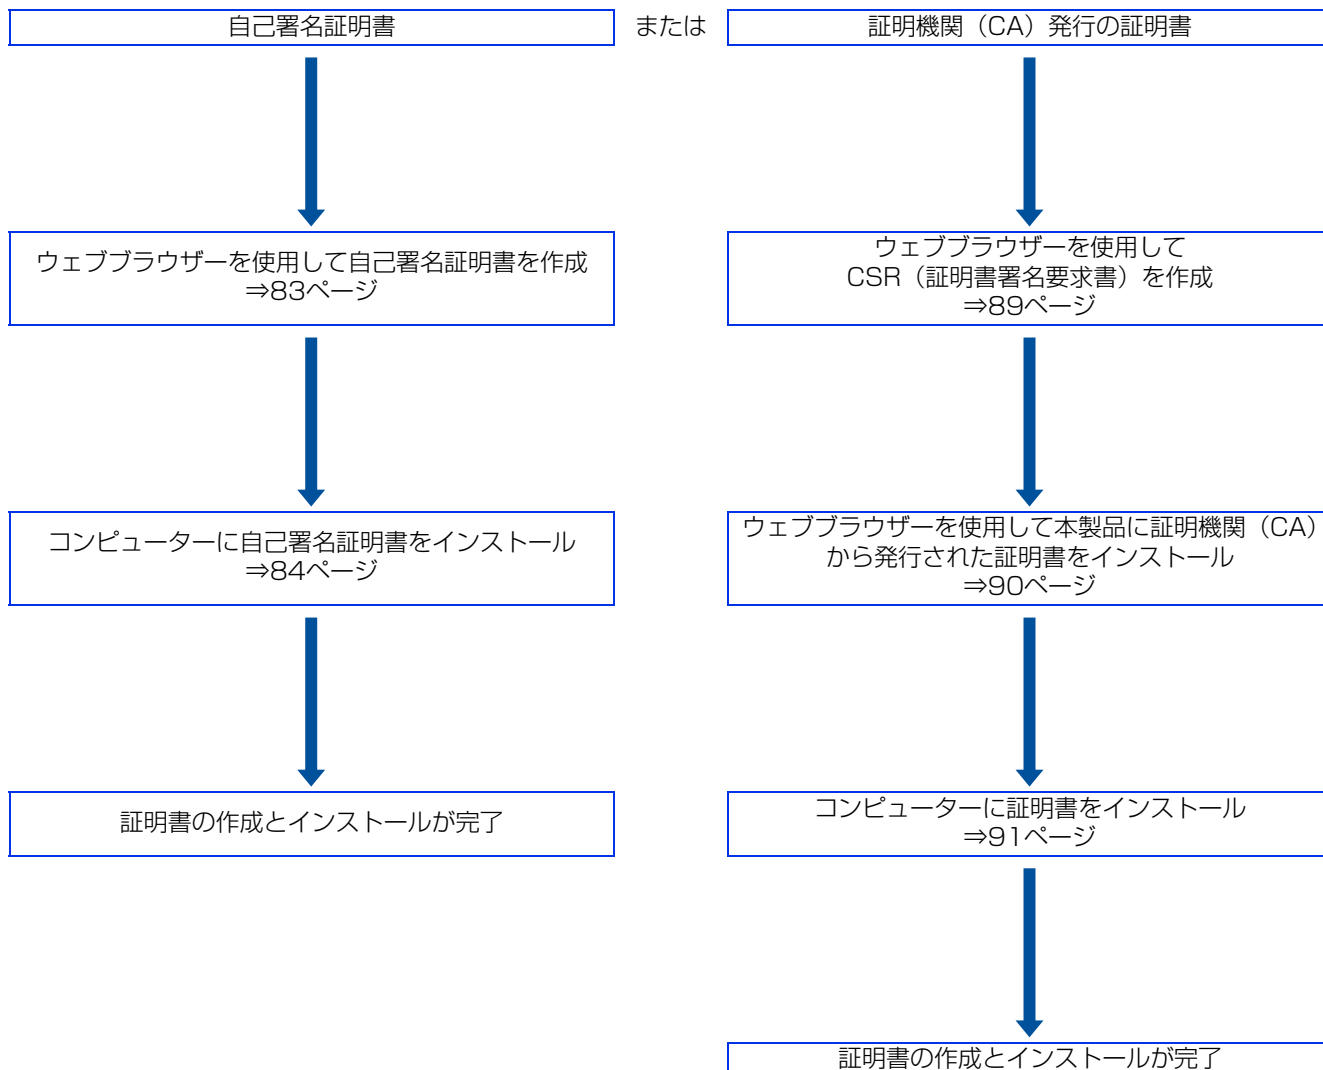 自己署名証明書
または
証明機関（CA）発行の証明書
ウェブブラウザーを使用して自己署名証明書を作成
⇒83ページ
ウェブブラウザーを使用して
CSR（証明書署名要求書）を作成
⇒89ページ
コンピューターに自己署名証明書をインストール
⇒84ページ
ウェブブラウザーを使用して本製品に証明機関（CA）
から発行された証明書をインストール
⇒90ページ
証明書の作成とインストールが完了
コンピューターに証明書をインストール
⇒91ページ
証明書の作成とインストールが完了